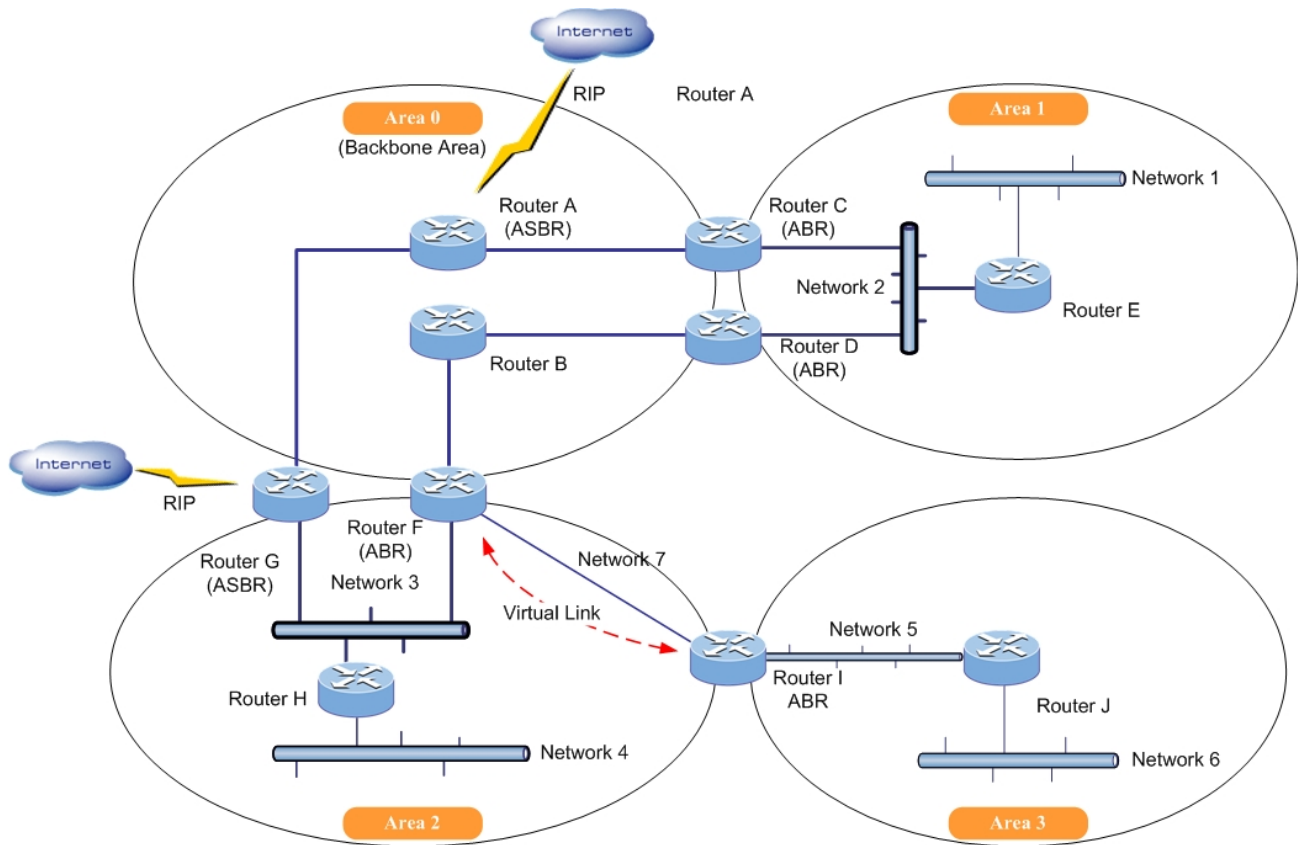 Internet
RIP
Router A
Area 0
(Backbone Area)
Area 1
Network 1
Router A
(ASBR)
Router C
(ABR)
Network 2
Router E
Router B
Router D
(ABR)
Internet
RIP
Router G
(ASBR)
Router F
(ABR)
Network 3
Network 7
Virtual Link
Network 5
Router I
ABR
Router H
Router J
Network 4
Network 6
Area 2
Area 3